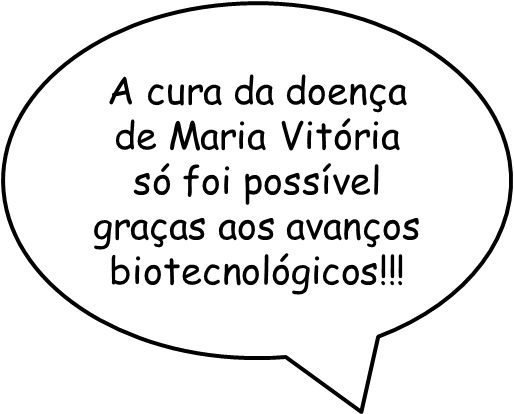 A cura da doença
de Maria Vitória
só foi possível
graças aos avanços
biotecnológicos!!!